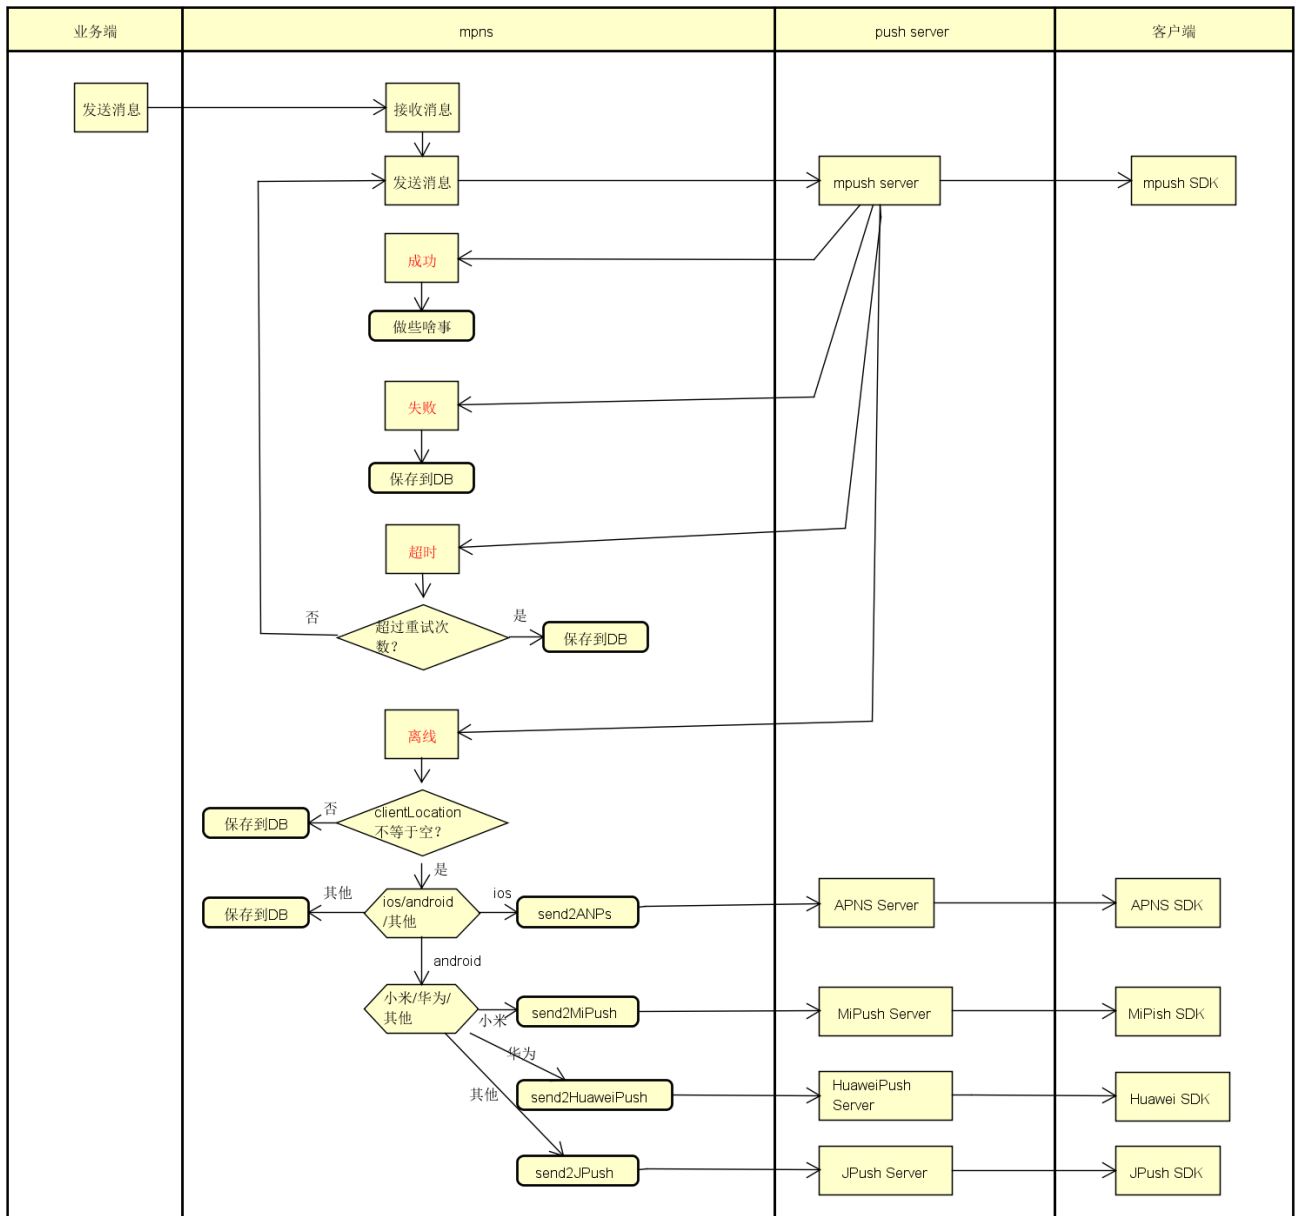 业务端
mpns
push server
客户端
发送消息
接收消息
发送消息
mpush server
mpush SDK
成功
做些啥事
失败
保存到DB
超时
否
超过重试次
数？
是
保存到DB
离线
clientLocation
不等于空？
否
保存到DB
是
ios/android
/其他
其他
保存到DB
ios
send2ANPs
APNS Server
APNS SDK
android
小米/华为/
其他
小米
send2MiPush
MiPush Server
MiPish SDK
华为
send2HuaweiPush
HuaweiPush
Server
Huawei SDK
其他
send2JPush
JPush Server
JPush SDK